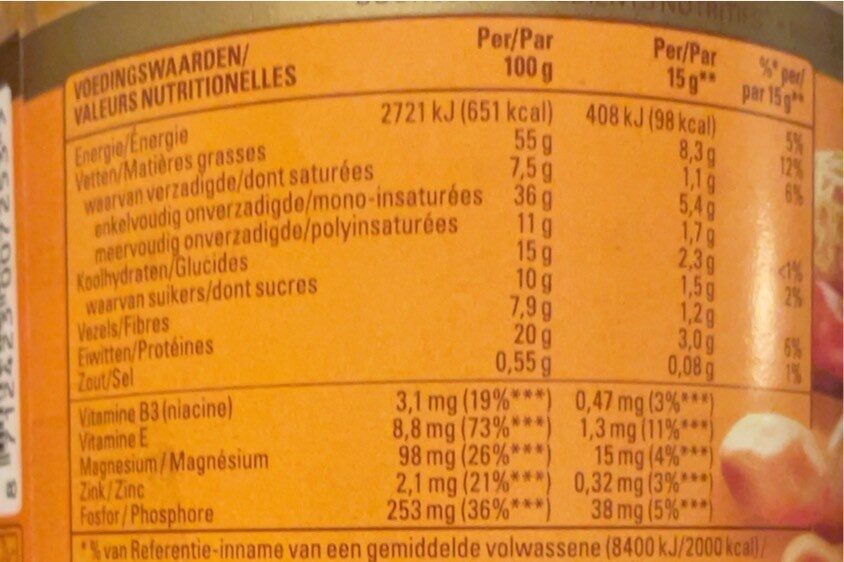 VOEDINGSWAARDEN/ Per/Par Per/Par %* per/
VALEURS NUTRITIONELLES 100 g 15 g** par 15 g**
Energie/Énergie 2721 kJ (651 kcal) 408 kJ (98 kcal) 5%
Vetten/Matières grasses 55 g 8,3 g 12%
waarvan verzadigde/dont saturées 7,5 g 1,1 g 6%
enkelvoudig onverzadigde/mono-insaturées 36 g 5,4 g
meervoudig onverzadigde/polyinsaturées 11 g 1,7 g
Koolhydraten/Glucides 15 g 2,3 g <1%
waarvan suikers/dont sucres 10 g 1,5 g 2%
Vezels/Fibres 7,9 g 1,2 g
Eiwitten/Protéines 20 g 3,0 g 6%
Zout/Sel 0,55 g 0,08 g 1%
Vitamine B3 (niacine) 3,1 mg (19%***) 0,47 mg (3%***)
Vitamine E 8,8 mg (73%***) 1,3 mg (11%***)
Magnesium/Magnésium 98 mg (26%***) 15 mg (4%***)
Zink/Zinc 2,1 mg (21%***) 0,32 mg (3%***)
Fosfor/Phosphore 253 mg (36%***) 38 mg (5%***)
*% van Referentie-inname van een gemiddelde volwassene (8400 kJ/2000 kcal)/